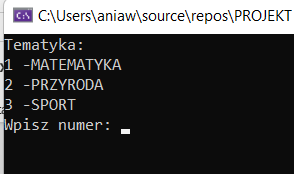 C:\Users\aniaw\source\repos\PROJEKT
Tematyka:
1 -MATEMATYKA
2 -PRZYRODA
3 -SPORT
Wpisz numer: